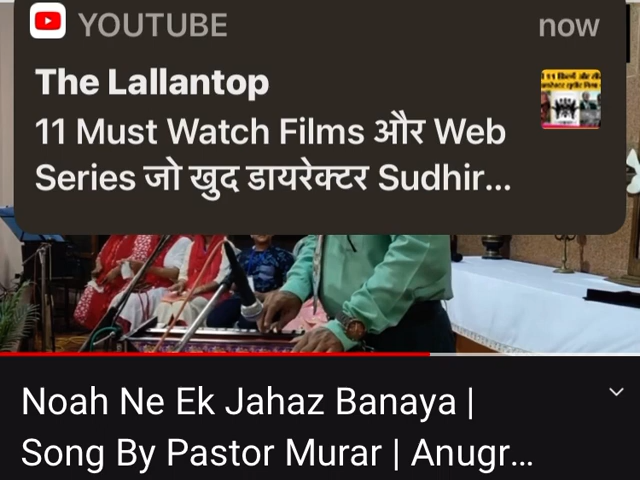 YOUTUBE now
The Lallantop
11 Must Watch Films और Web
Series जो खुद डायरेक्टर Sudhir...
Noah Ne Ek Jahaz Banaya |
Song By Pastor Murar | Anugr...